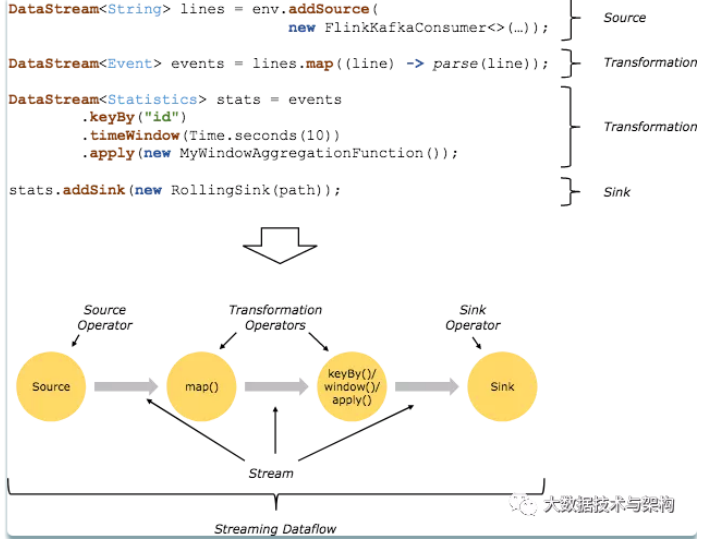 DataStream<String> lines = env.addSource(
new FlinkKafkaConsumer<>(…));
Source
DataStream<Event> events = lines.map((line) -> parse(line));
Transformation
DataStream<Statistics> stats = events
.keyBy("id")
.timeWindow(Time.seconds(10))
.apply(new MyWindowAggregationFunction());
Transformation
stats.addSink(new RollingSink(path));
Sink
Source
Operator
Transformation
Operators
Sink
Operator
Source
map()
keyBy()/
window()/
apply()
Sink
Stream
大数据技术与架构
Streaming Dataflow